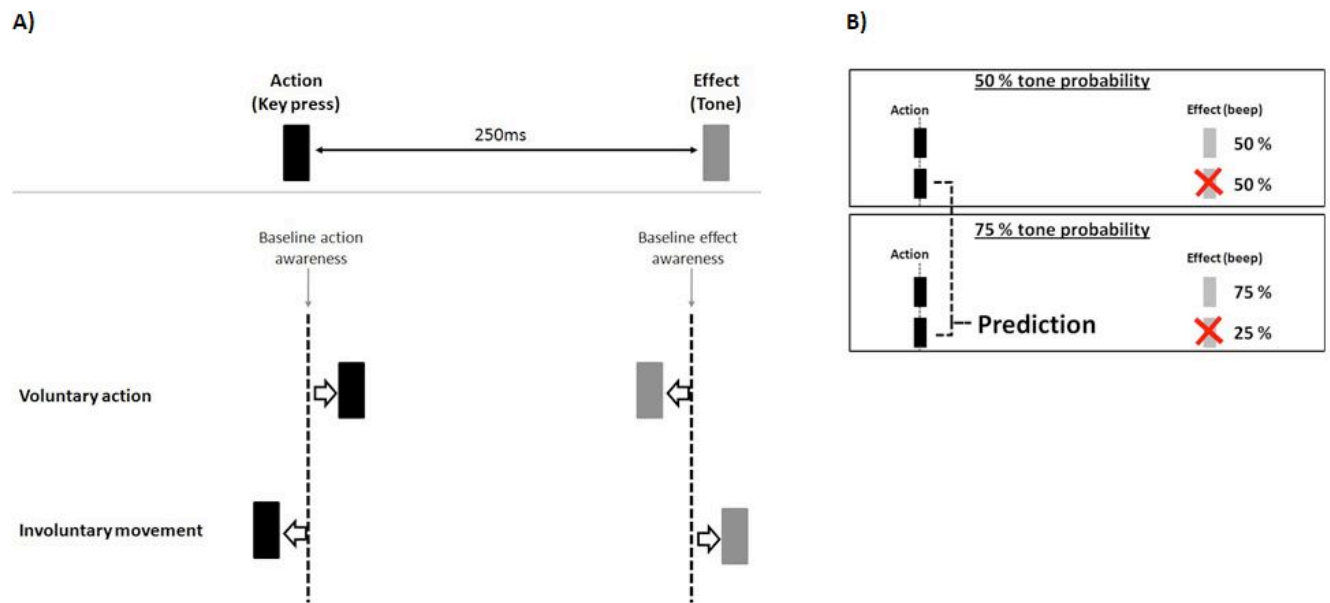 A)
Action
(Key press)
Effect
(Tone)
250ms
Baseline action
awareness
Baseline effect
awareness
Voluntary action
Involuntary movement
B)
50 % tone probability
Action
Effect (beep)
50 %
50 %
75 % tone probability
Action
Effect (beep)
75 %
Prediction
25 %